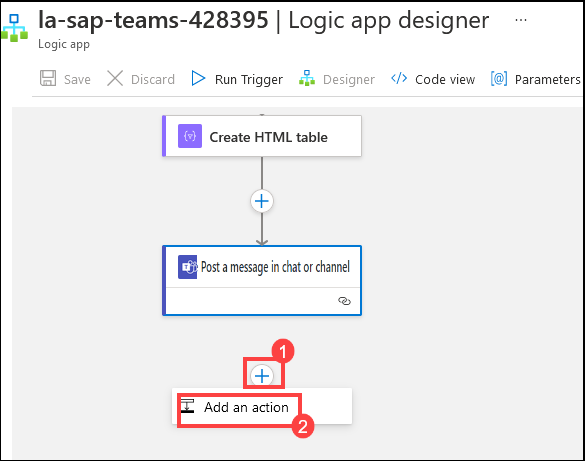 la-sap-teams-428395 | Logic app designer ...
Logic app
Save Discard Run Trigger Designer Code view Parameters
Create HTML table
Post a message in chat or channel
1
Add an action
2